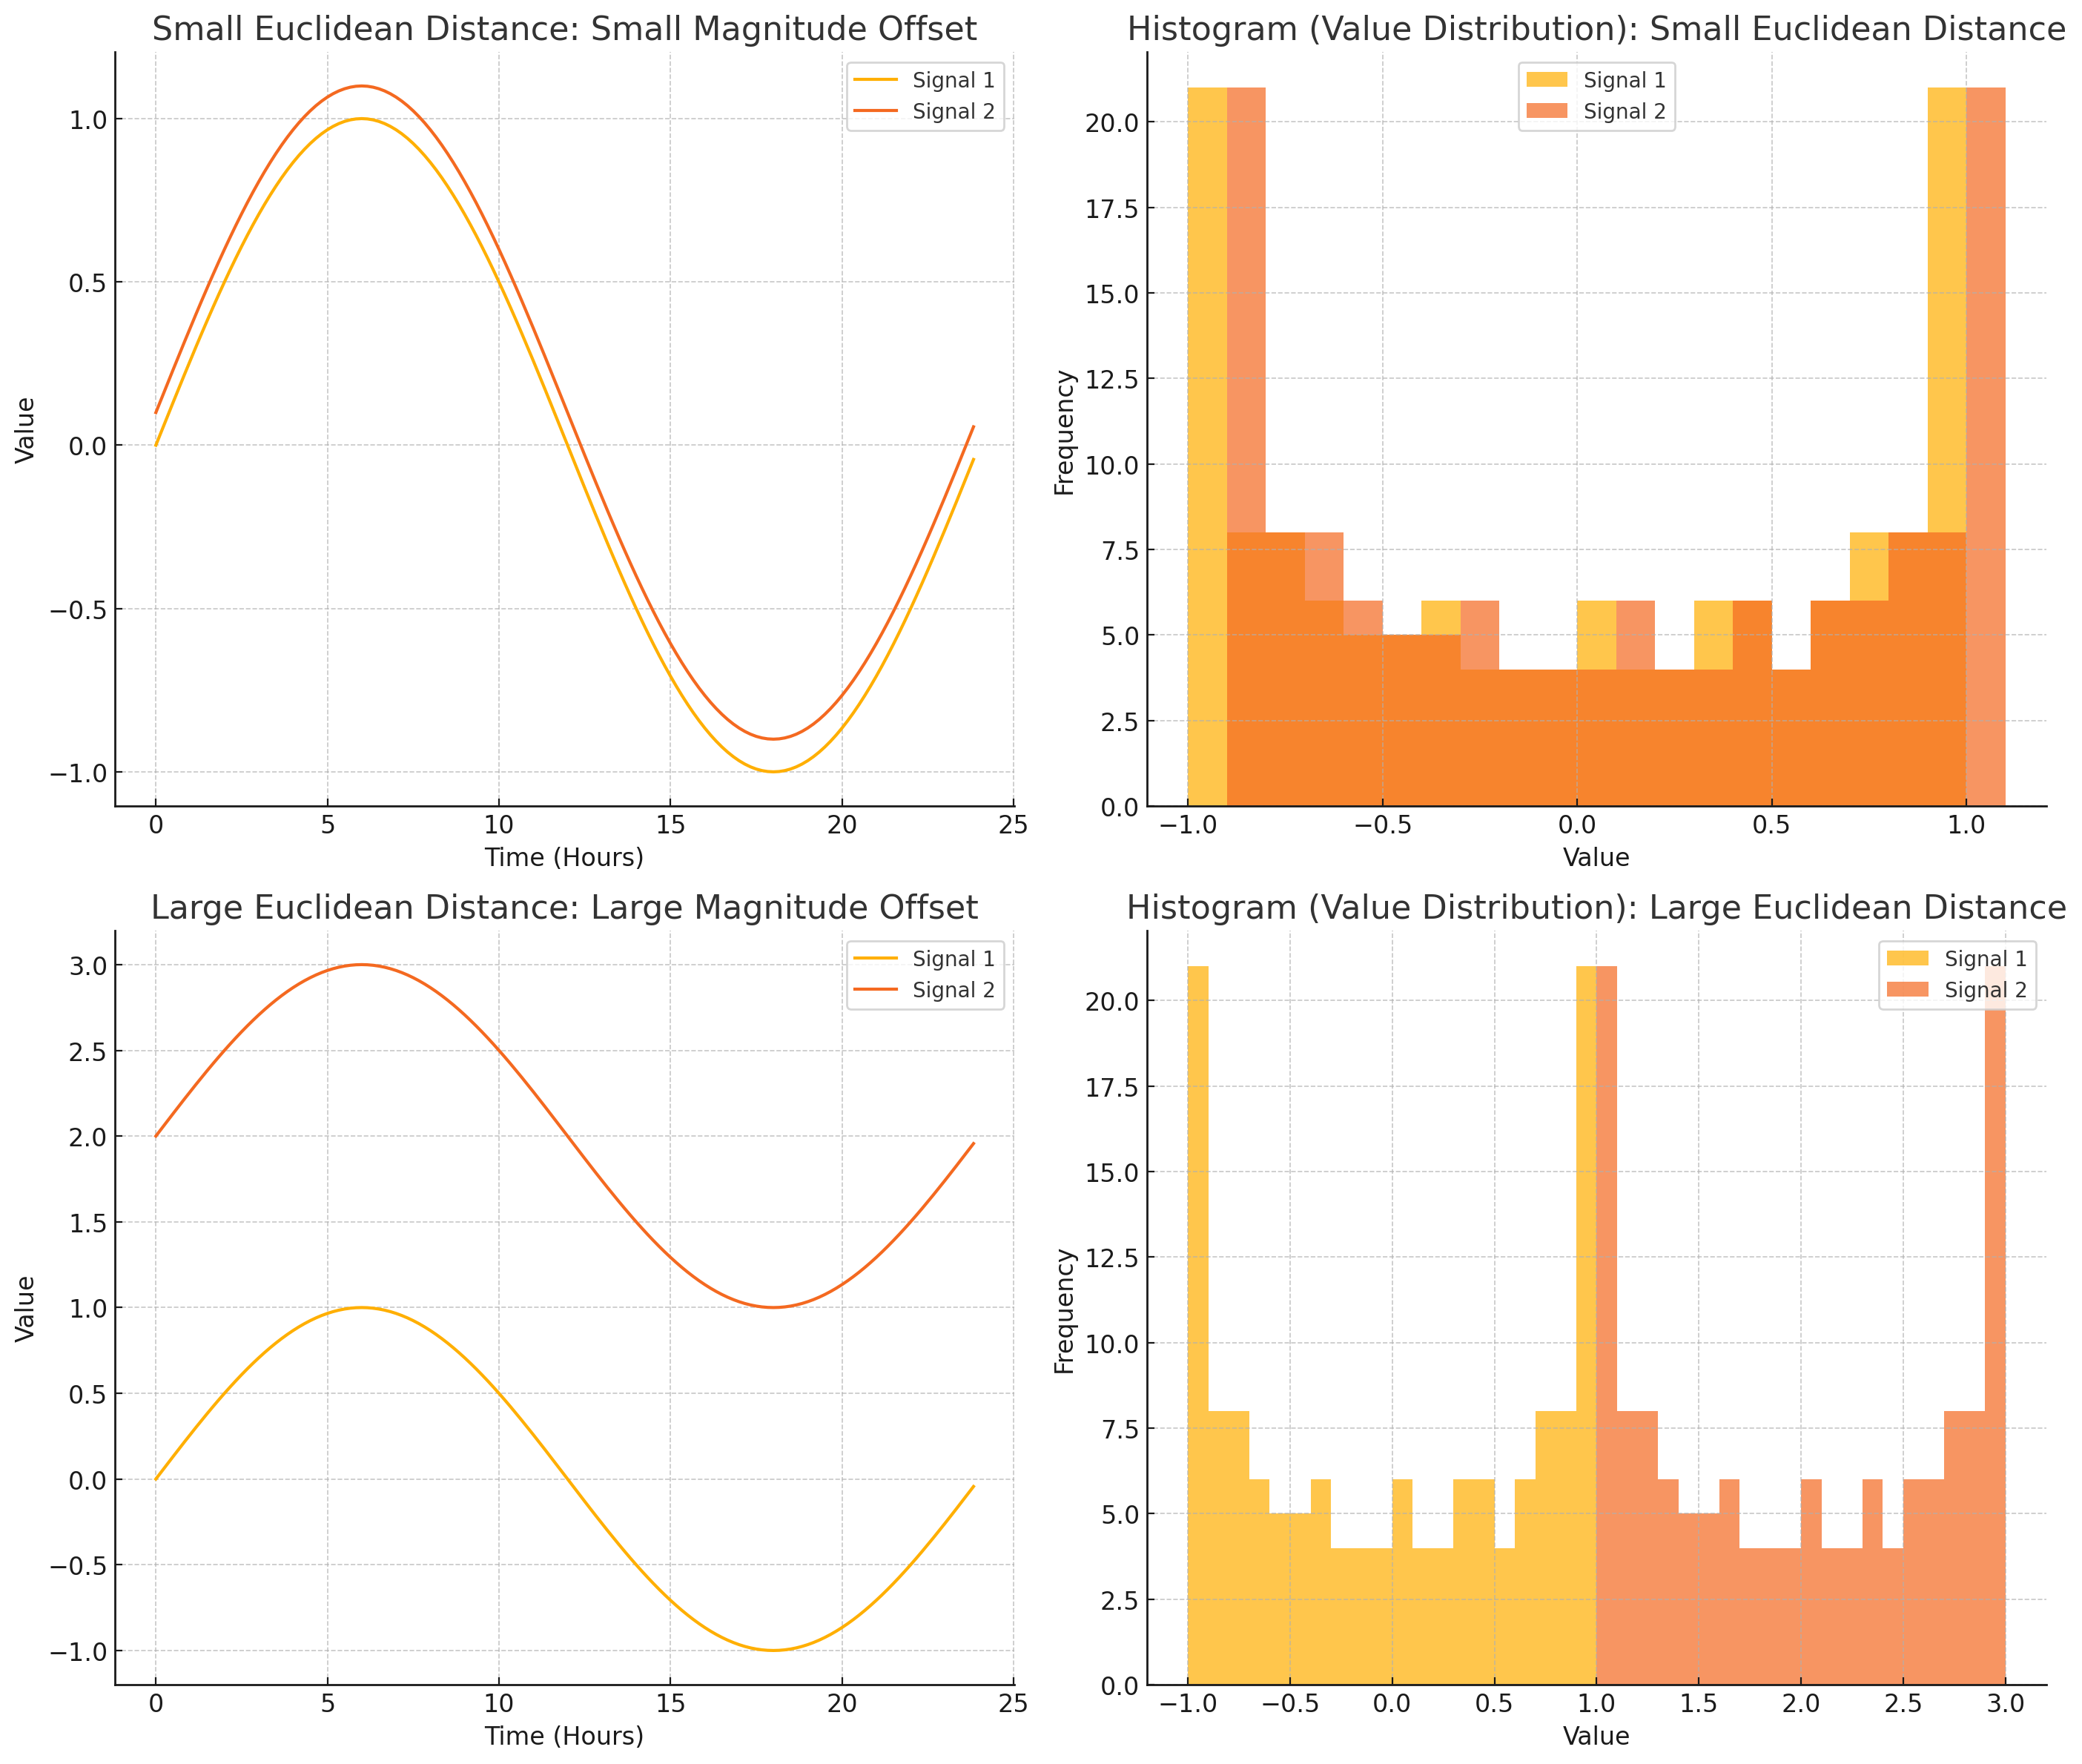 Small Euclidean Distance: Small Magnitude Offset
Signal 1
Signal 2
1.0
0.5
0.0
−0.5
−1.0
Value
0 5 10 15 20 25
Time (Hours)
Histogram (Value Distribution): Small Euclidean Distance
Signal 1
Signal 2
20.0
17.5
15.0
12.5
10.0
7.5
5.0
2.5
0.0
Frequency
−1.0 −0.5 0.0 0.5 1.0
Value
Large Euclidean Distance: Large Magnitude Offset
Signal 1
Signal 2
3.0
2.5
2.0
1.5
1.0
0.5
0.0
−0.5
−1.0
Value
0 5 10 15 20 25
Time (Hours)
Histogram (Value Distribution): Large Euclidean Distance
Signal 1
Signal 2
20.0
17.5
15.0
12.5
10.0
7.5
5.0
2.5
0.0
Frequency
−1.0 −0.5 0.0 0.5 1.0 1.5 2.0 2.5 3.0
Value